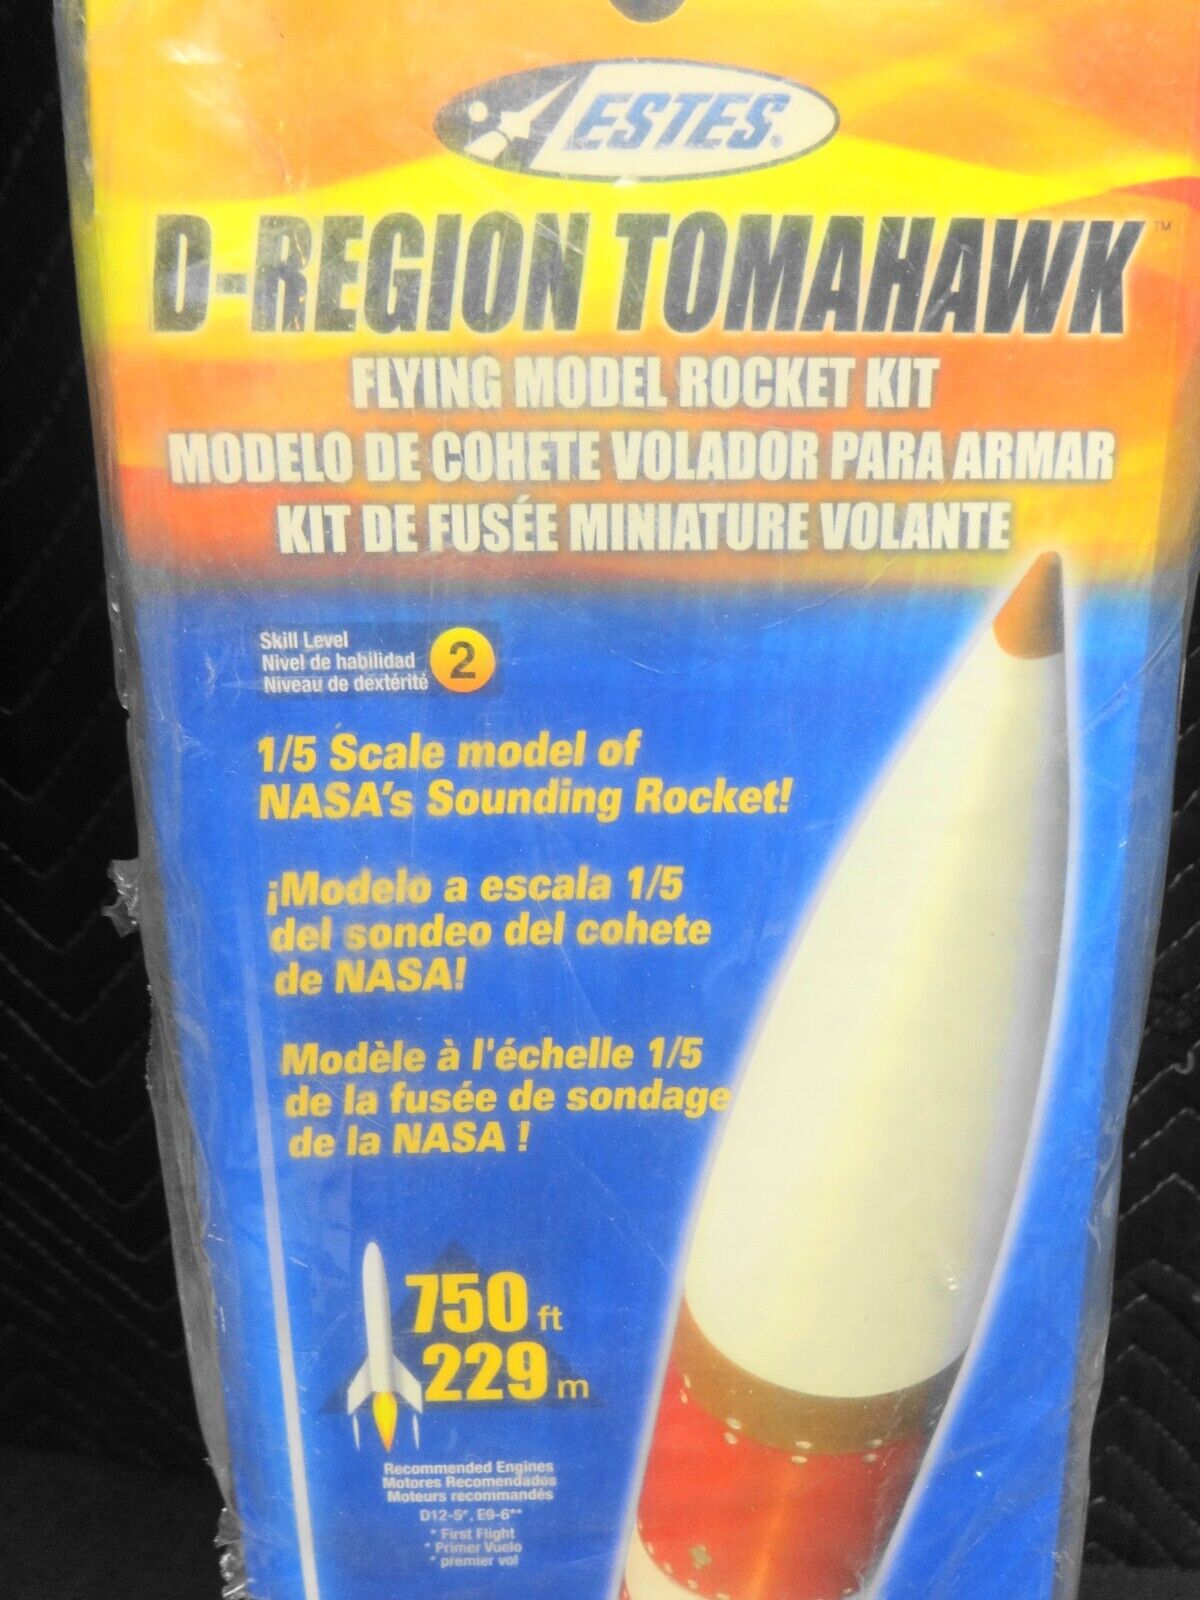 ESTES®
D-REGION TOMAHAWK™
FLYING MODEL ROCKET KIT
MODELO DE COHETE VOLADOR PARA ARMAR
KIT DE FUSÉE MINIATURE VOLANTE
Skill Level
Nivel de habilidad
Niveau de dextérité
2
1/5 Scale model of
NASA's Sounding Rocket!
¡Modelo a escala 1/5
del sondeo del cohete
de NASA!
Modèle à l'échelle 1/5
de la fusée de sondage
de la NASA !
750 ft
229 m
Recommended Engines
Motores Recomendados
Moteurs recommandés
D12-5*, E9-6**
* First Flight
* Primer Vuelo
* premier vol